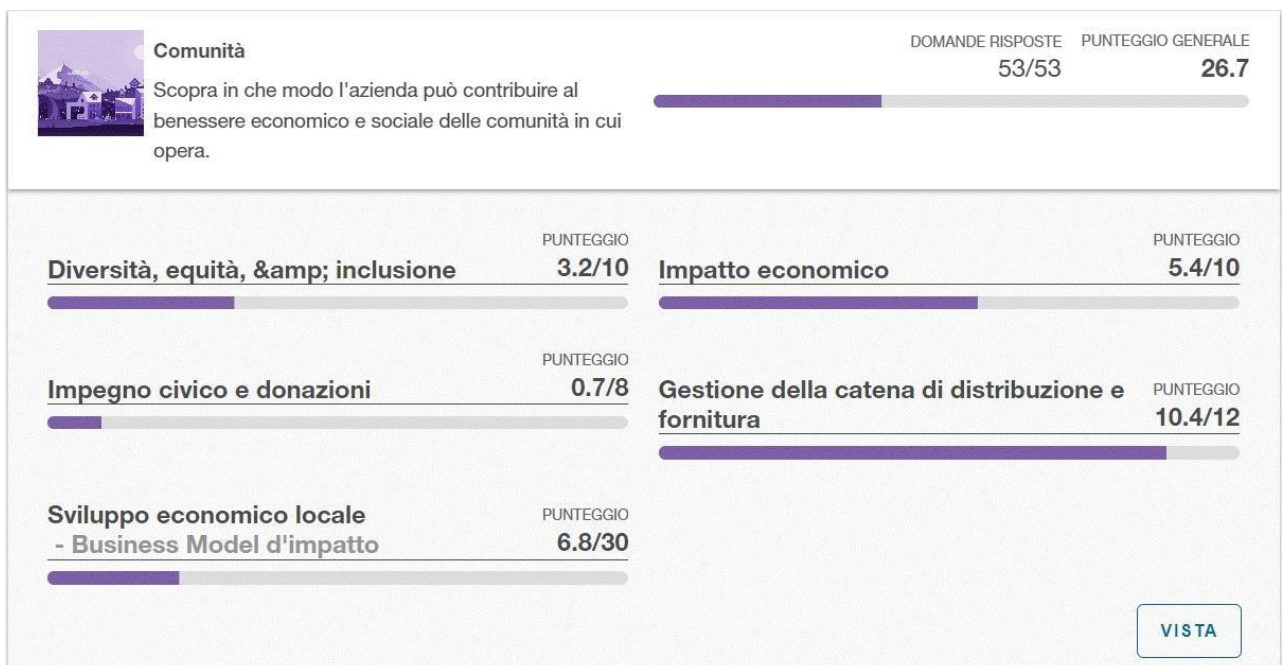 Comunità
Scopra in che modo l'azienda può contribuire al
benessere economico e sociale delle comunità in cui
opera.
DOMANDE RISPOSTE
53/53
PUNTEGGIO GENERALE
26.7
Diversità, equità, &amp; inclusione
PUNTEGGIO
3.2/10
Impatto economico
PUNTEGGIO
5.4/10
Impegno civico e donazioni
PUNTEGGIO
0.7/8
Gestione della catena di distribuzione e
fornitura
PUNTEGGIO
10.4/12
Sviluppo economico locale
- Business Model d'impatto
PUNTEGGIO
6.8/30
VISTA